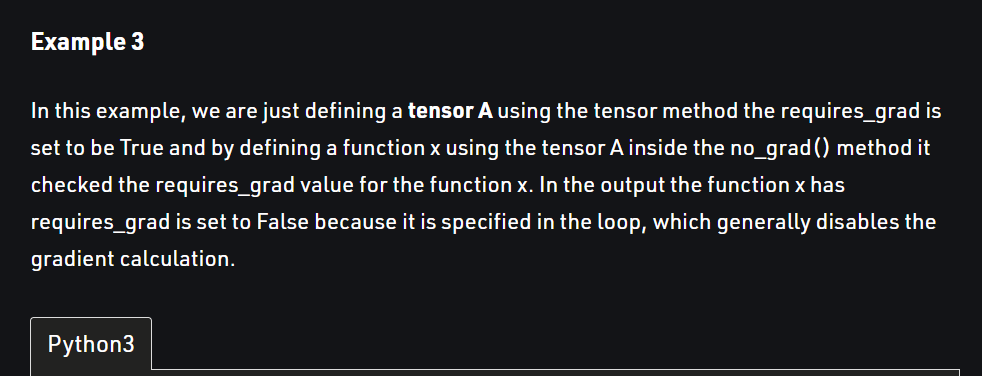 Example 3
In this example, we are just defining a tensor A using the tensor method the requires_grad is
set to be True and by defining a function x using the tensor A inside the no_grad() method it
checked the requires_grad value for the function x. In the output the function x has
requires_grad is set to False because it is specified in the loop, which generally disables the
gradient calculation.
Python3